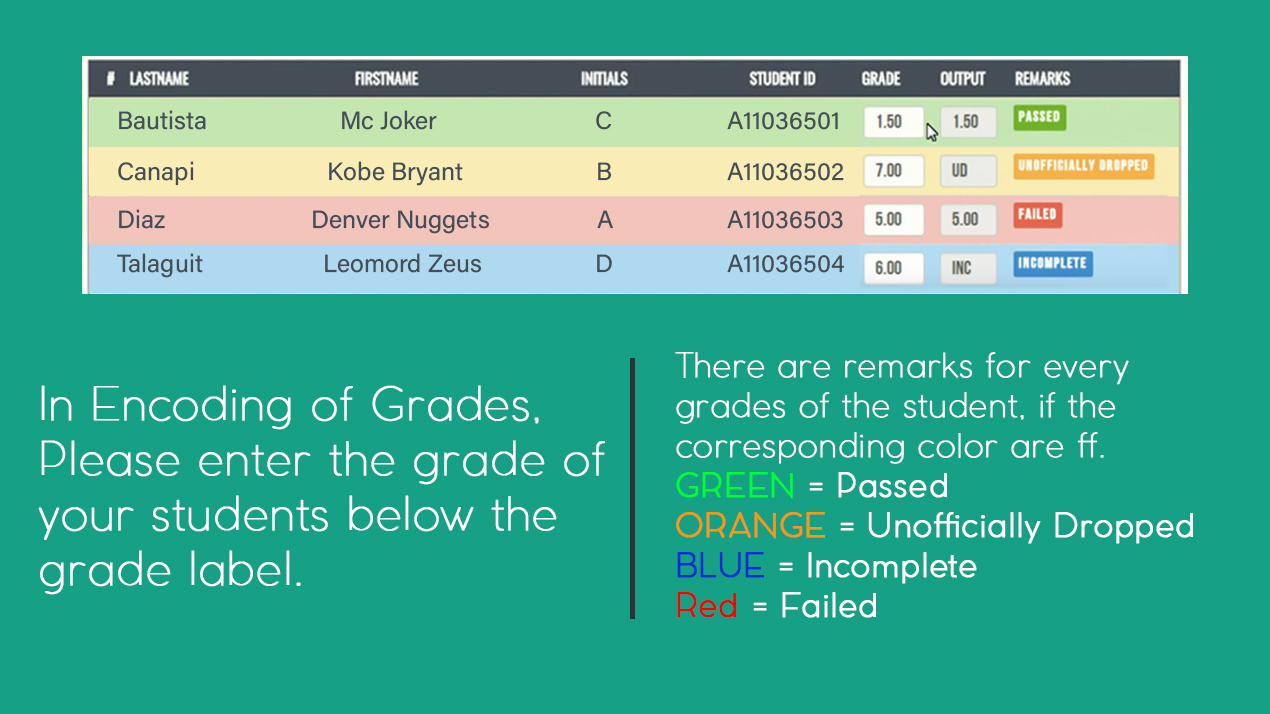 # LASTNAME FIRSTNAME INITIALS STUDENT ID GRADE OUTPUT REMARKS
Bautista Mc Joker C A11036501 1.50 1.50 PASSED
Canapi Kobe Bryant B A11036502 7.00 UD UNOFFICIALLY DROPPED
Diaz Denver Nuggets A A11036503 5.00 5.00 FAILED
Talaguit Leomord Zeus D A11036504 6.00 INC INCOMPLETE
In Encoding of Grades,
Please enter the grade of
your students below the
grade label.
There are remarks for every
grades of the student, if the
corresponding color are ff.
GREEN = Passed
ORANGE = Unofficially Dropped
BLUE = Incomplete
Red = Failed